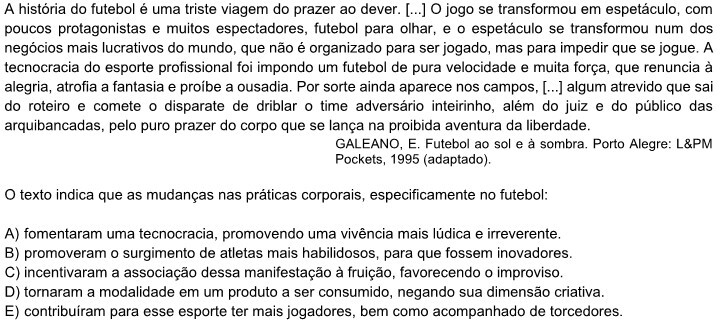 A história do futebol é uma triste viagem do prazer ao dever. [...] O jogo se transformou em espetáculo, com
poucos protagonistas e muitos espectadores, futebol para olhar, e o espetáculo se transformou num dos
negócios mais lucrativos do mundo, que não é organizado para ser jogado, mas para impedir que se jogue. A
tecnocracia do esporte profissional foi impondo um futebol de pura velocidade e muita força, que renuncia à
alegria, atrofia a fantasia e proíbe a ousadia. Por sorte ainda aparece nos campos, [...] algum atrevido que sai
do roteiro e comete o disparate de driblar o time adversário inteirinho, além do juiz e do público das
arquibancadas, pelo puro prazer do corpo que se lança na proibida aventura da liberdade.
GALEANO, E. Futebol ao sol e à sombra. Porto Alegre: L&PM
Pockets, 1995 (adaptado).
O texto indica que as mudanças nas práticas corporais, especificamente no futebol:
A) fomentaram uma tecnocracia, promovendo uma vivência mais lúdica e irreverente.
B) promoveram o surgimento de atletas mais habilidosos, para que fossem inovadores.
C) incentivaram a associação dessa manifestação à fruição, favorecendo o improviso.
D) tornaram a modalidade em um produto a ser consumido, negando sua dimensão criativa.
E) contribuíram para esse esporte ter mais jogadores, bem como acompanhado de torcedores.